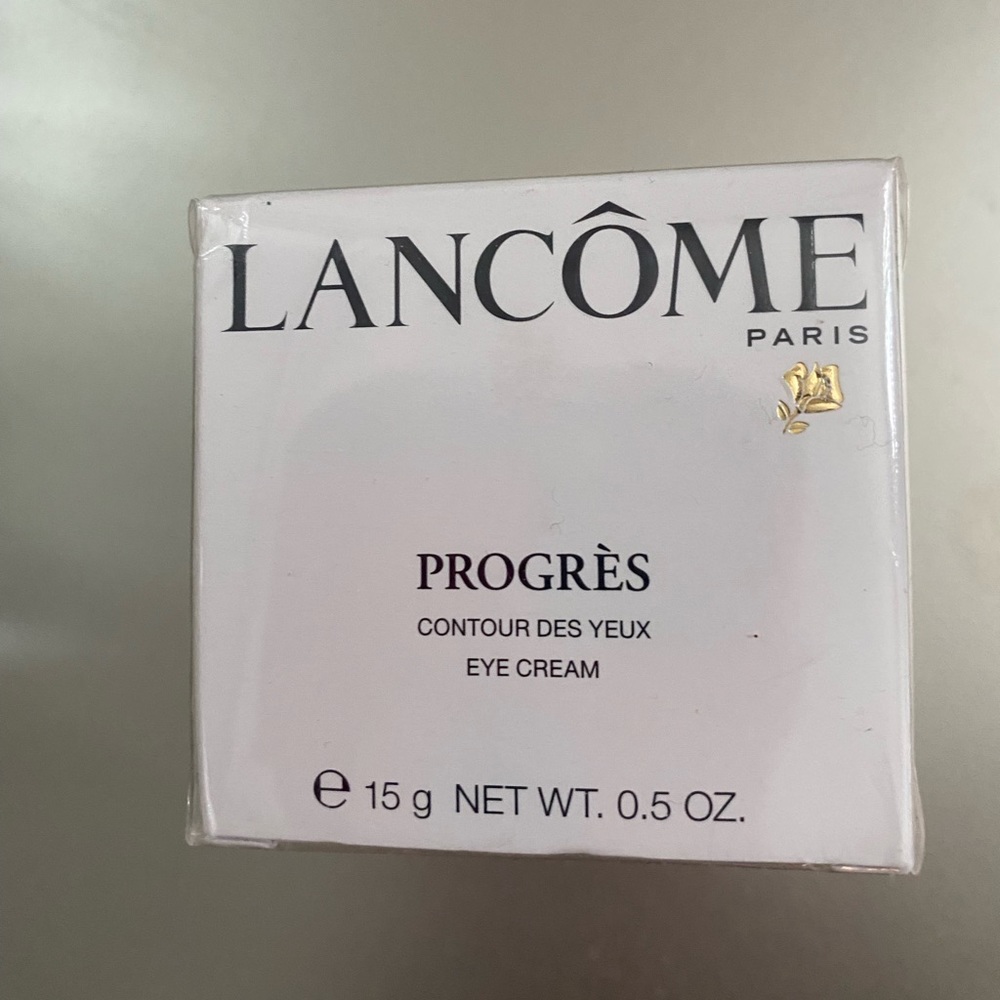 LANCÔME
PARIS
PROGRÈS
CONTOUR DES YEUX
EYE CREAM
℮ 15 g NET WT. 0.5 OZ.